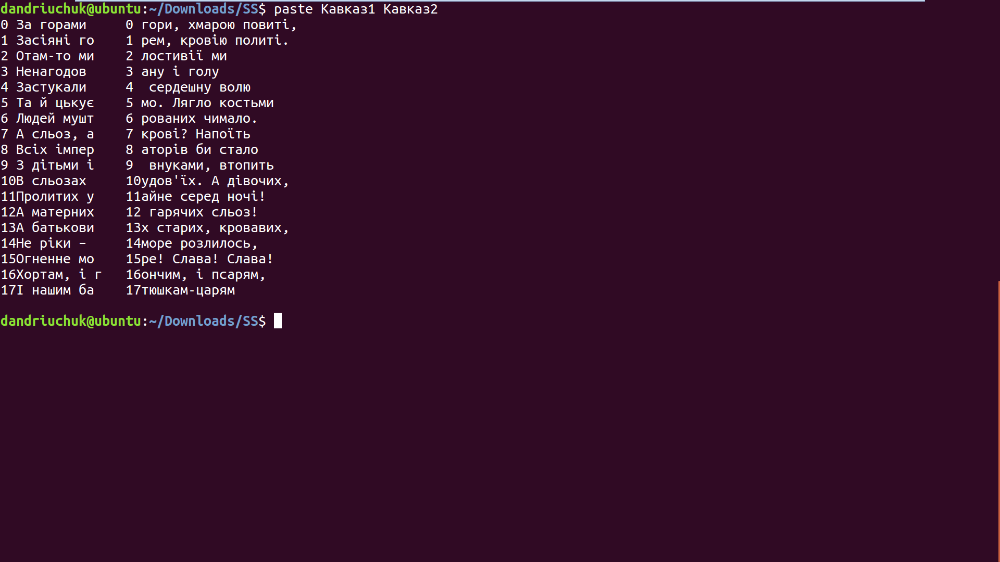 dandriuchuk@ubuntu:~/Downloads/SS$ paste Кавказ1 Кавказ2
0 За горами     0 гори, хмарою повиті,
1 Засіяні го    1 рем, кровію политі.
2 Отам-то ми    2 лостивії ми
3 Ненагодов     3 ану і голу
4 Застукали     4  сердешну волю
5 Та й цькує    5 мо. Лягло костьми
6 Людей мушт    6 рованих чимало.
7 А сльоз, а    7 крові? Напоїть
8 Всіх імпер    8 аторів би стало
9 З дітьми і    9  внуками, втопить
10В сльозах     10удов'їх. А дівочих,
11Пролитих у    11айне серед ночі!
12А матерних    12 гарячих сльоз!
13А батькови    13х старих, кровавих,
14Не ріки –     14море розлилось,
15Огненне мо    15ре! Слава! Слава!
16Хортам, і г   16ончим, і псарям,
17І нашим ба    17тюшкам-царям
dandriuchuk@ubuntu:~/Downloads/SS$